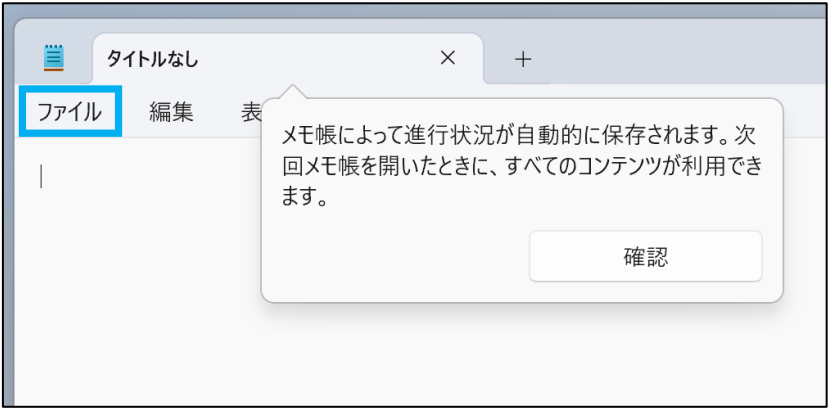 タイトルなし
ファイル 編集 表
メモ帳によって進行状況が自動的に保存されます。次
回メモ帳を開いたときに、すべてのコンテンツが利用でき
ます。
確認